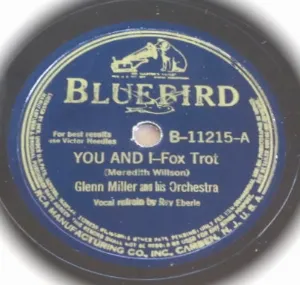 BLUEBIRD
For best results
use Victor Needles
B-11215-A
YOU AND I-Fox Trot
(Meredith Willson)
Glenn Miller and his Orchestra
Vocal refrain by Ray Eberle
RCA MANUFACTURING CO., INC., CAMDEN, N.J., U.S.A.